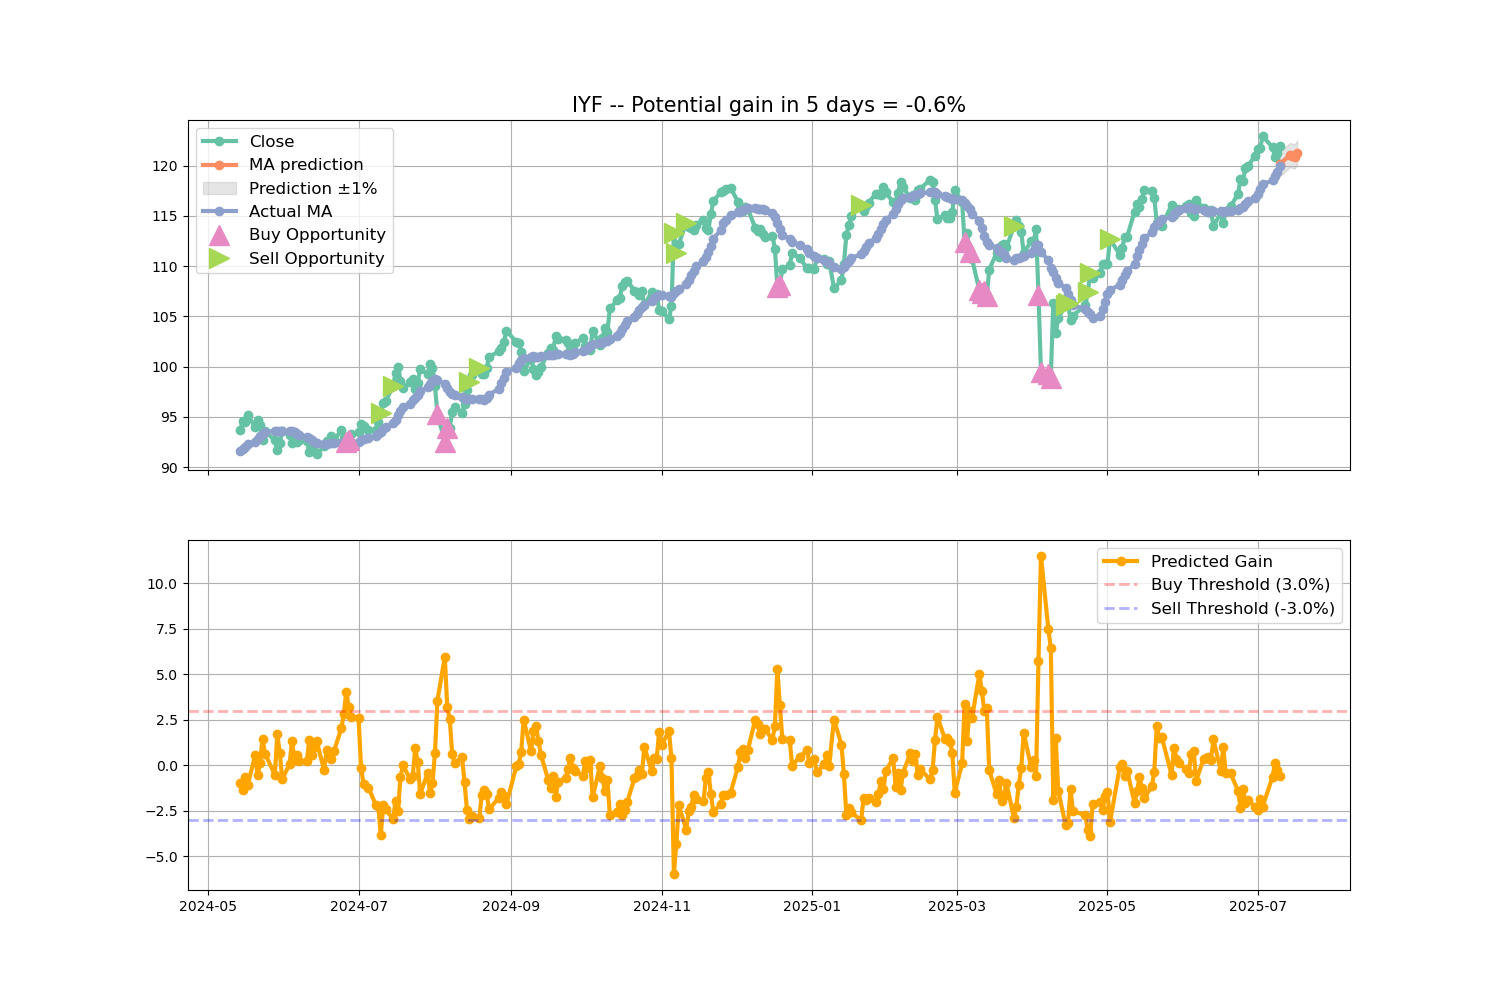 IYF -- Potential gain in 5 days = -0.6%
Close
MA prediction
Prediction ±1%
Actual MA
Buy Opportunity
Sell Opportunity
120
115
110
105
100
95
90
Predicted Gain
Buy Threshold (3.0%)
Sell Threshold (-3.0%)
10.0
7.5
5.0
2.5
0.0
−2.5
−5.0
2024-05 2024-07 2024-09 2024-11 2025-01 2025-03 2025-05 2025-07